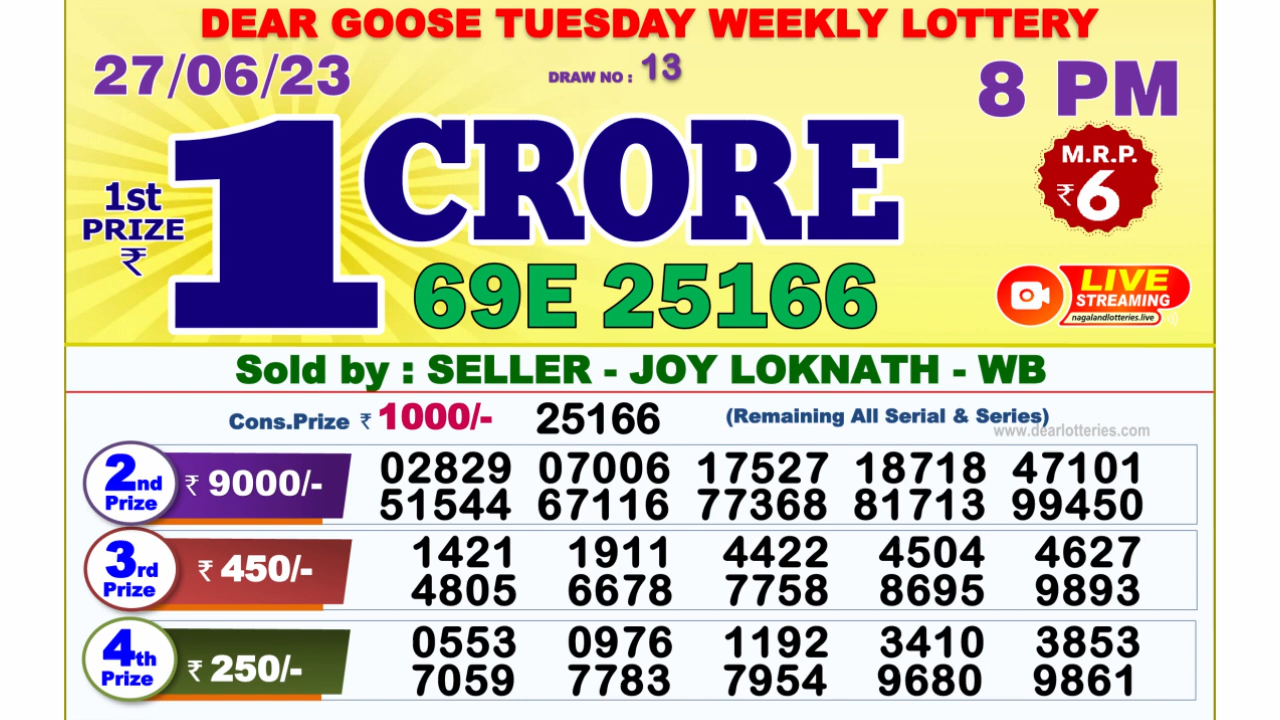 DEAR GOOSE TUESDAY WEEKLY LOTTERY
27/06/23 DRAW NO : 13 8 PM
1st PRIZE ₹ 1 CRORE
M.R.P. ₹ 6
69E 25166
LIVE STREAMING
nagalandlotteries.live
Sold by : SELLER - JOY LOKNATH - WB
Cons.Prize ₹ 1000/- 25166 (Remaining All Serial & Series)
www.dearlotteries.com
2nd Prize ₹ 9000/-
02829 07006 17527 18718 47101
51544 67116 77368 81713 99450
3rd Prize ₹ 450/-
1421 1911 4422 4504 4627
4805 6678 7758 8695 9893
4th Prize ₹ 250/-
0553 0976 1192 3410 3853
7059 7783 7954 9680 9861